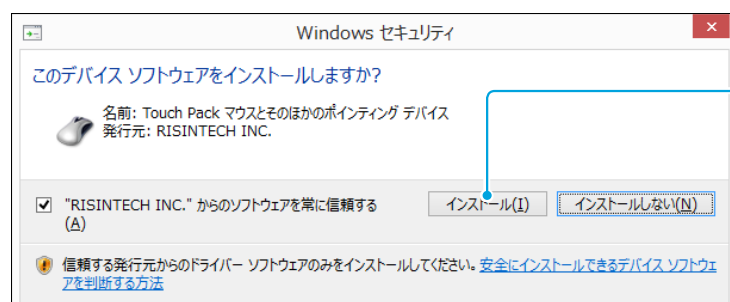 Windows セキュリティ
このデバイス ソフトウェアをインストールしますか?
名前: Touch Pack マウスとそのほかのポインティング デバイス
発行元: RISINTECH INC.
"RISINTECH INC." からのソフトウェアを常に信頼する
(A)
インストール(I)
インストールしない(N)
信頼する発行元からのドライバー ソフトウェアのみをインストールしてください。安全にインストールできるデバイス ソフトウェ
アを判断する方法